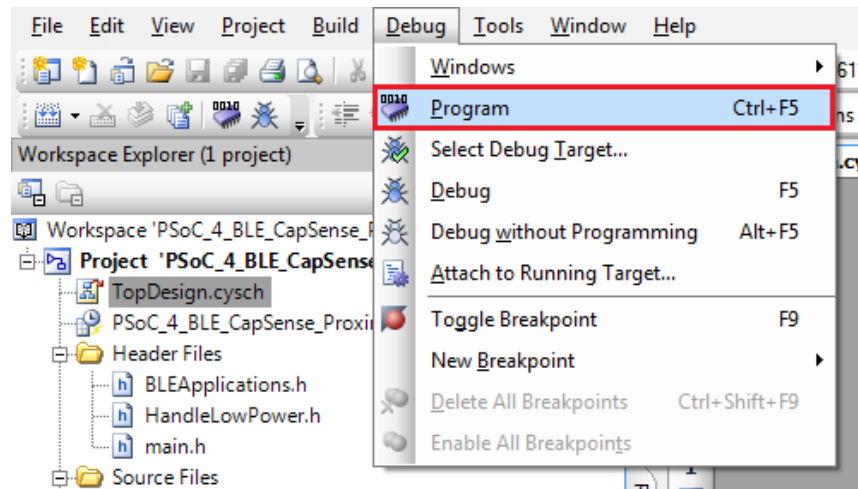 File Edit View Project Build Debug Tools Window Help
Windows
Program Ctrl+F5
Select Debug Target...
Debug F5
Debug without Programming Alt+F5
Attach to Running Target...
Toggle Breakpoint F9
New Breakpoint
Delete All Breakpoints Ctrl+Shift+F9
Enable All Breakpoints
Workspace Explorer (1 project)
Workspace 'PSoC_4_BLE_CapSense_P
Project 'PSoC_4_BLE_CapSense
TopDesign.cysch
PSoC_4_BLE_CapSense_Proxi
Header Files
BLEApplications.h
HandleLowPower.h
main.h
Source Files